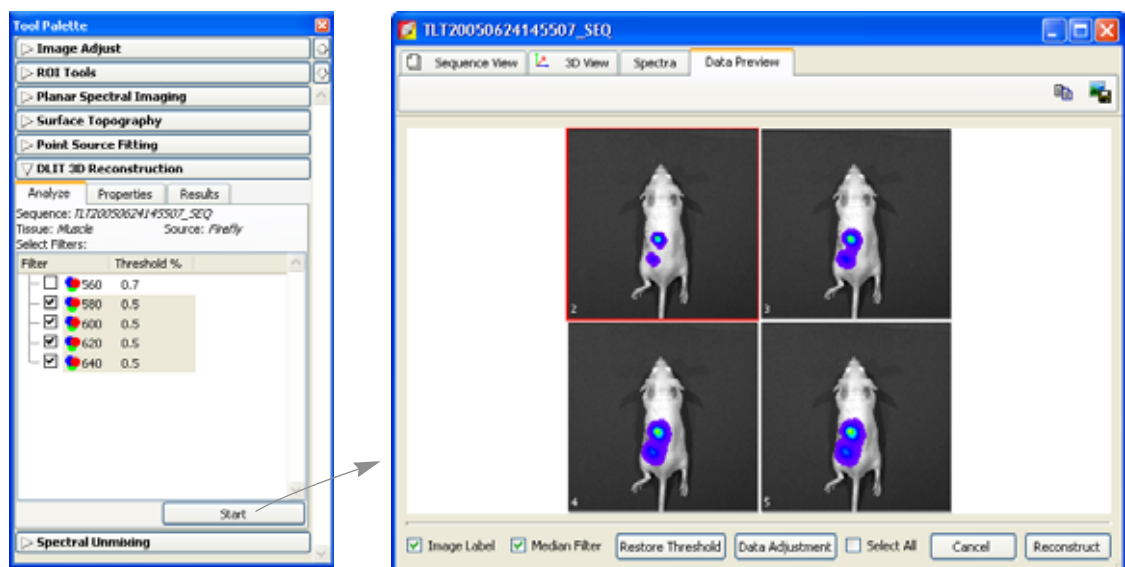 Tool Palette
Image Adjust
ROI Tools
Planar Spectral Imaging
Surface Topography
Point Source Fitting
DLIT 3D Reconstruction
Analyze Properties Results
Sequence: TLT20050624145507_SEQ
Tissue: Muscle Source: Firefly
Select Filters:
Filter Threshold %
560 0.7
580 0.5
600 0.5
620 0.5
640 0.5
Start
Spectral Unmixing
TLT20050624145507_SEQ
Sequence View 3D View Spectra Data Preview
2
3
4
5
Image Label Median Filter Restore Threshold Data Adjustment Select All Cancel Reconstruct